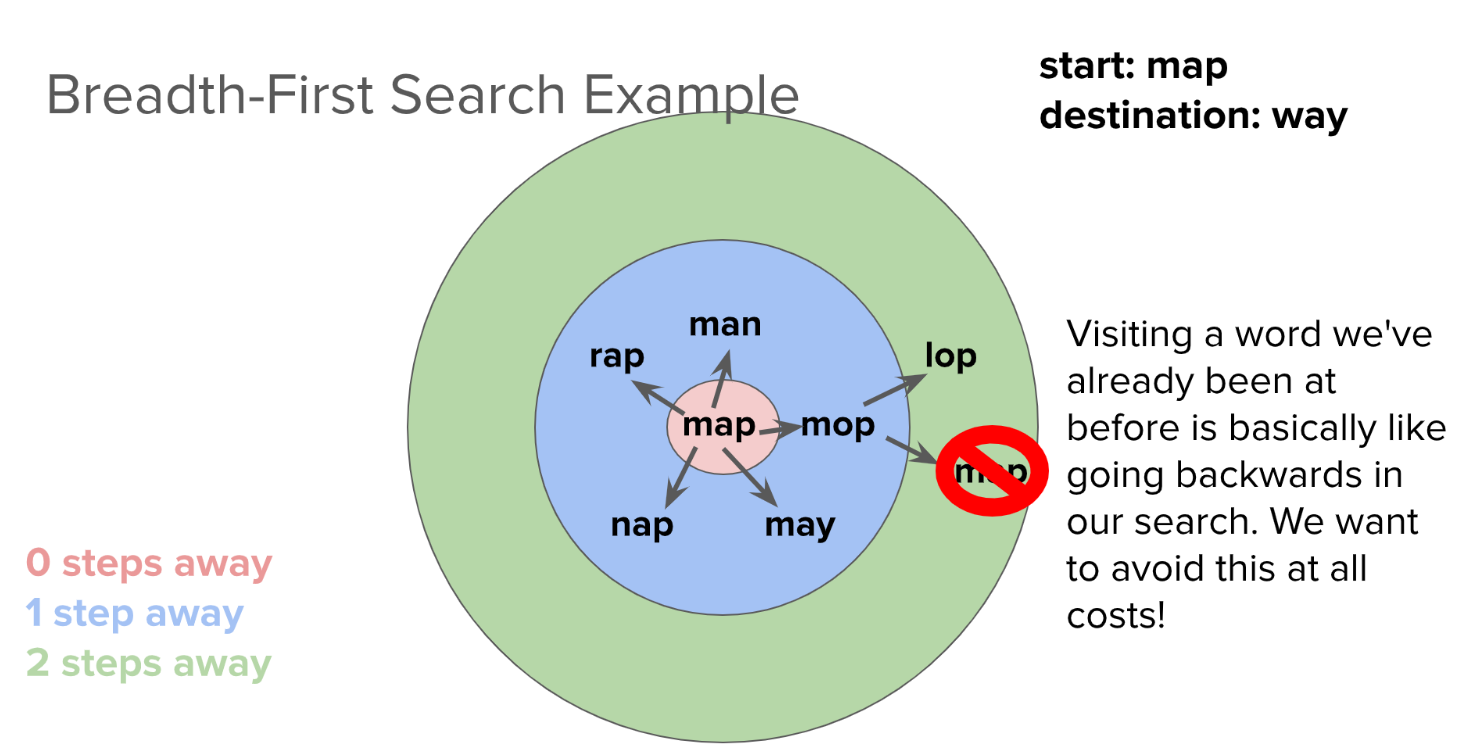 Breadth-First Search Example
start: map
destination: way
man
rap
lop
map
mop
map
nap
may
Visiting a word we've
already been at
before is basically like
going backwards in
our search. We want
to avoid this at all
costs!
0 steps away
1 step away
2 steps away